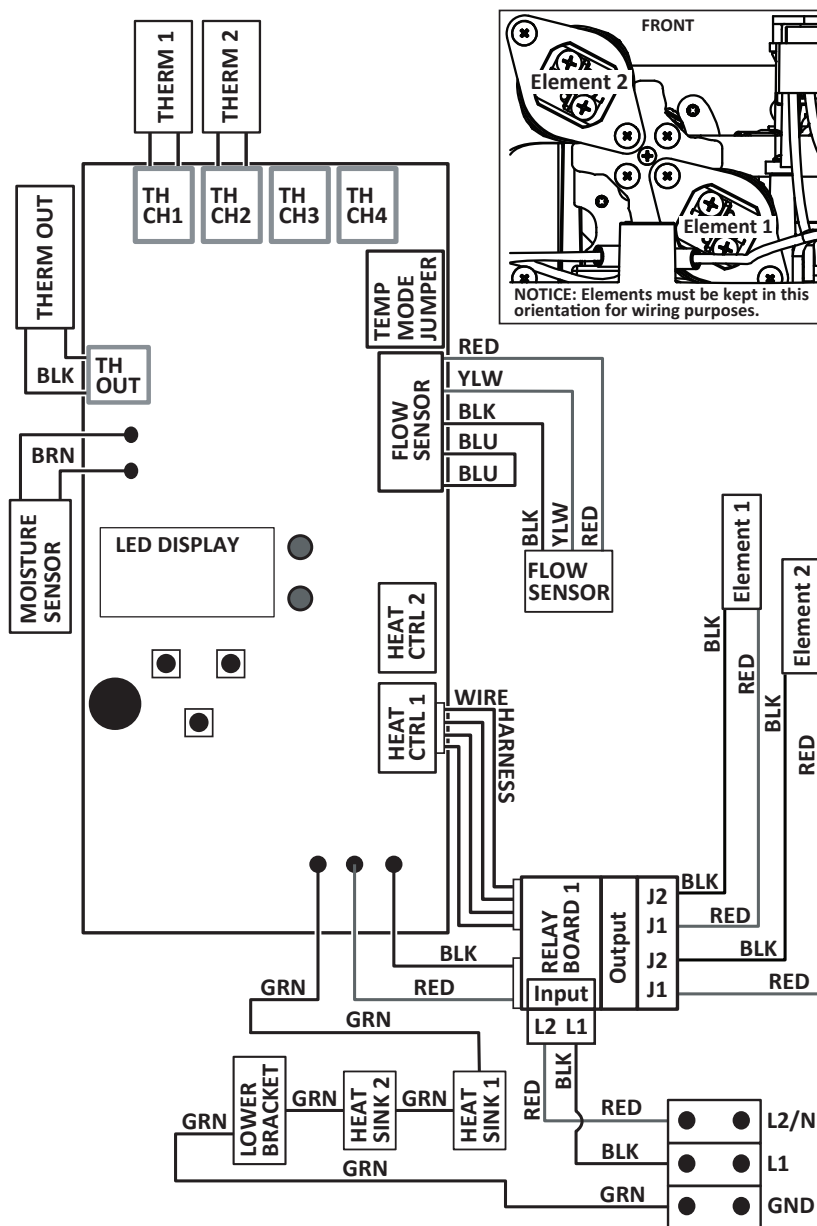 THERM 1
THERM 2
FRONT
Element 2
Element 1
NOTICE: Elements must be kept in this
orientation for wiring purposes.
TH
CH1
TH
CH2
TH
CH3
TH
CH4
THERM OUT
BLK
TH
OUT
TEMP
MODE
JUMPER
FLOW
SENSOR
RED
YLW
BLK
BLU
BLU
BRN
MOISTURE
SENSOR
LED DISPLAY
BLK
YLW
RED
FLOW
SENSOR
Element 1
Element 2
BLK
RED
BLK
RED
HEAT
CTRL 2
HEAT
CTRL 1
WIRE
HARNESS
RELAY
BOARD 1
Output
J2
J1
J2
J1
BLK
RED
BLK
RED
Input
L2 L1
BLK
RED
GRN
GRN
RED
BLK
LOWER
BRACKET
GRN
HEAT
SINK 2
GRN
HEAT
SINK 1
GRN
GRN
RED
BLK
GRN
L2/N
L1
GND